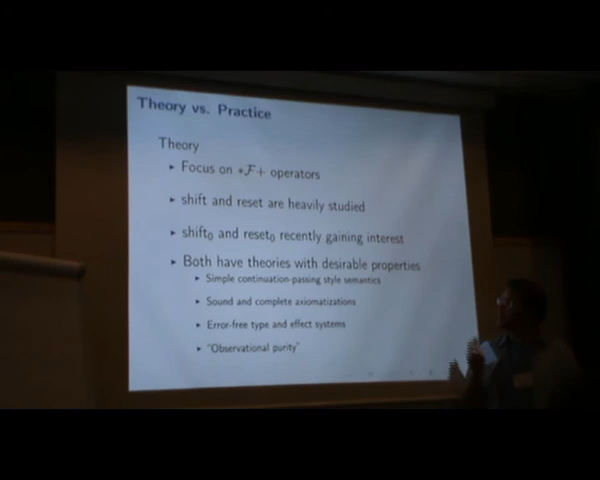 Theory vs. Practice
Theory
▸ Focus on +F+ operators
▸ shift and reset are heavily studied
▸ shift₀ and reset₀ recently gaining interest
▸ Both have theories with desirable properties
▸ Simple continuation-passing style semantics
▸ Sound and complete axiomatizations
▸ Error-free type and effect systems
▸ "Observational purity"